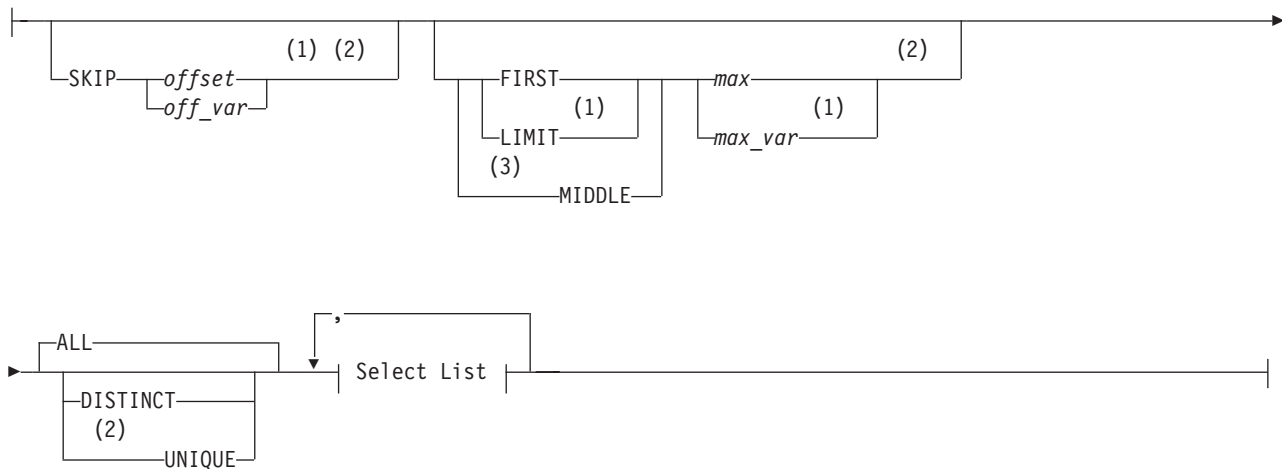 (1) (2) (2)
SKIP offset FIRST max
off_var (1) (1)
LIMIT max_var
(3)
MIDDLE
,
ALL
Select List
DISTINCT
(2)
UNIQUE